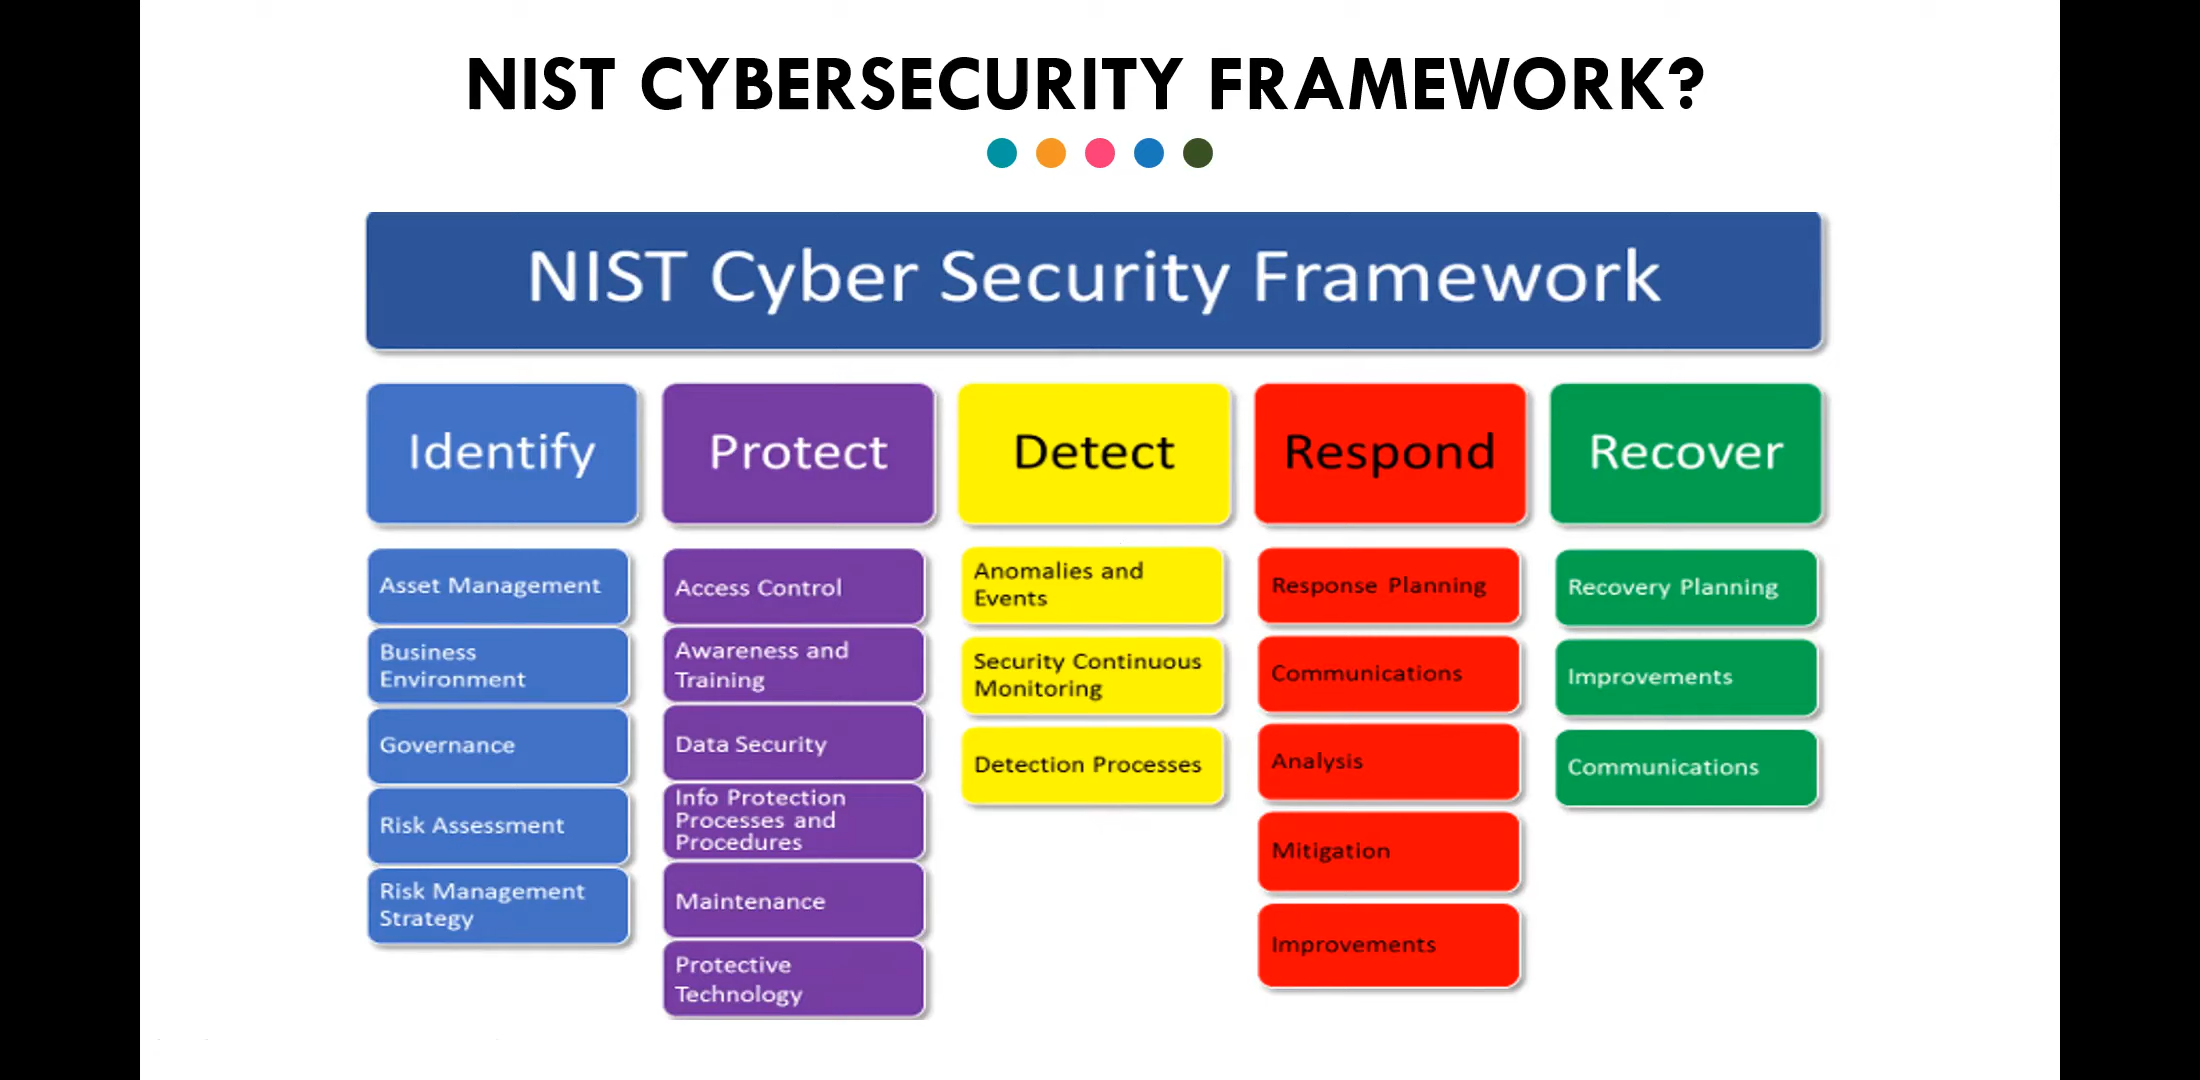 NIST CYBERSECURITY FRAMEWORK?
NIST Cyber Security Framework
Identify
Protect
Detect
Respond
Recover
Asset Management
Business
Environment
Governance
Risk Assessment
Risk Management
Strategy
Access Control
Awareness and
Training
Data Security
Info Protection
Processes and
Procedures
Maintenance
Protective
Technology
Anomalies and
Events
Security Continuous
Monitoring
Detection Processes
Response Planning
Communications
Analysis
Mitigation
Improvements
Recovery Planning
Improvements
Communications